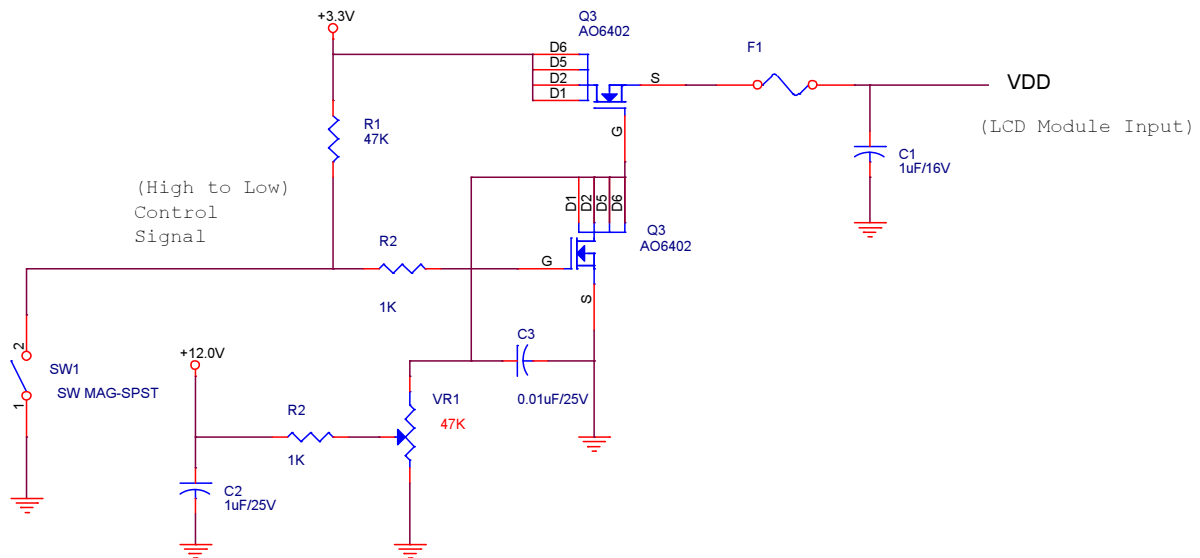 +3.3V
Q3
AO6402
D6
D5
D2
D1
S
G
F1
VDD
(LCD Module Input)
R1
47K
C1
1uF/16V
(High to Low)
Control
Signal
D1
D2
D5
D6
Q3
AO6402
R2
1K
G
S
2
1
SW1
SW MAG-SPST
+12.0V
C3
0.01uF/25V
R2
1K
VR1
47K
C2
1uF/25V